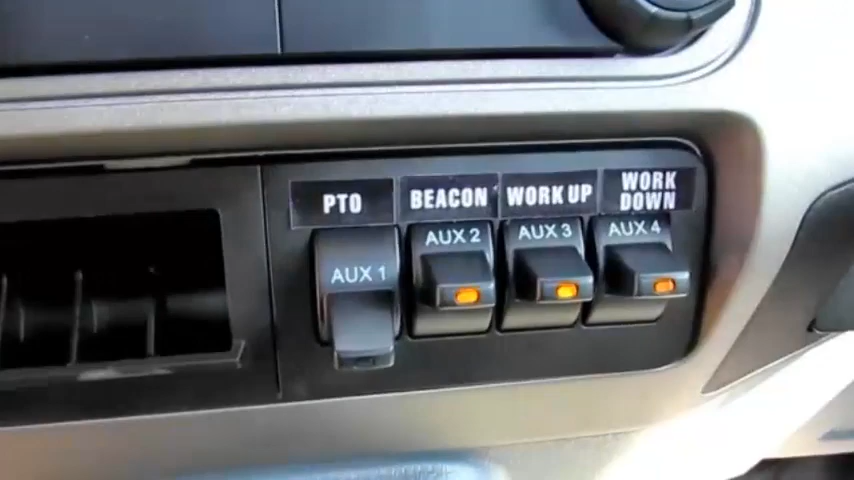 PTO
BEACON
WORK UP
WORK
DOWN
AUX 1
AUX 2
AUX 3
AUX 4